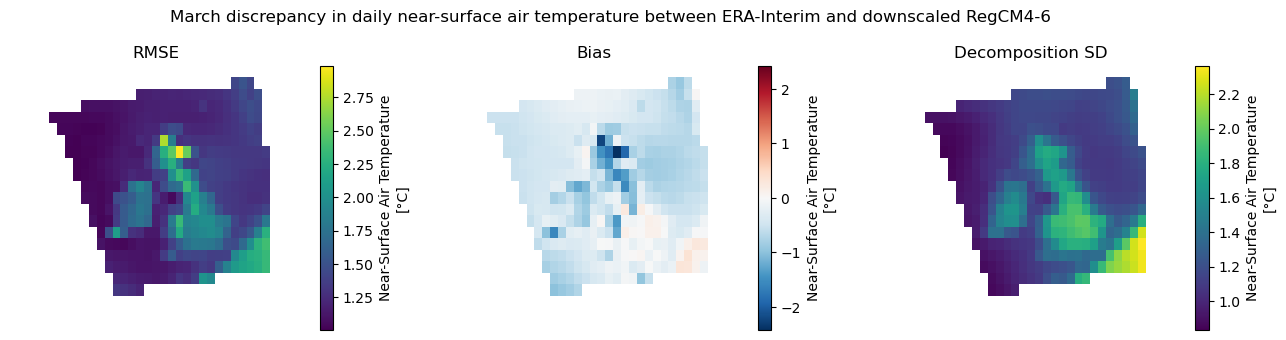 March discrepancy in daily near-surface air temperature between ERA-Interim and downscaled RegCM4-6
RMSE
2.75
2.50
2.25
2.00
1.75
1.50
1.25
Near-Surface Air Temperature
[°C]
Bias
2
1
0
−1
−2
Near-Surface Air Temperature
[°C]
Decomposition SD
2.2
2.0
1.8
1.6
1.4
1.2
1.0
Near-Surface Air Temperature
[°C]